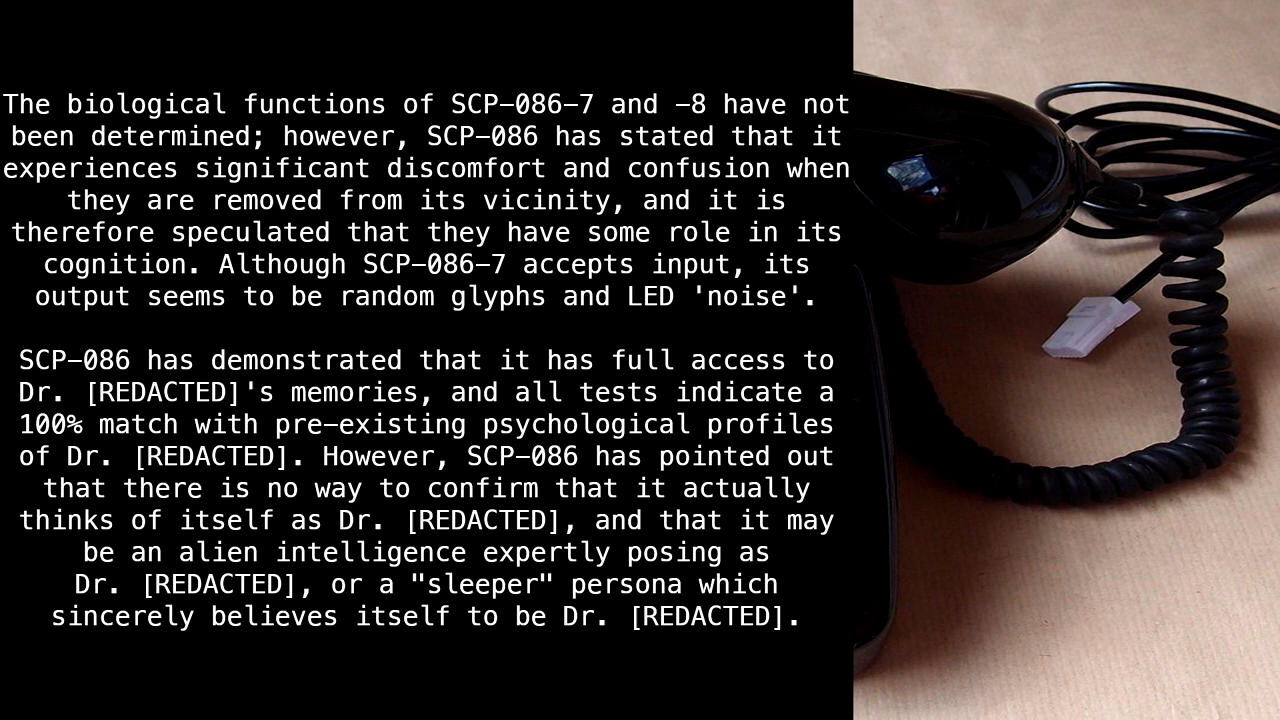 The biological functions of SCP-086-7 and -8 have not
been determined; however, SCP-086 has stated that it
experiences significant discomfort and confusion when
they are removed from its vicinity, and it is
therefore speculated that they have some role in its
cognition. Although SCP-086-7 accepts input, its
output seems to be random glyphs and LED 'noise'.
SCP-086 has demonstrated that it has full access to
Dr. [REDACTED]'s memories, and all tests indicate a
100% match with pre-existing psychological profiles
of Dr. [REDACTED]. However, SCP-086 has pointed out
that there is no way to confirm that it actually
thinks of itself as Dr. [REDACTED], and that it may
be an alien intelligence expertly posing as
Dr. [REDACTED], or a "sleeper" persona which
sincerely believes itself to be Dr. [REDACTED].